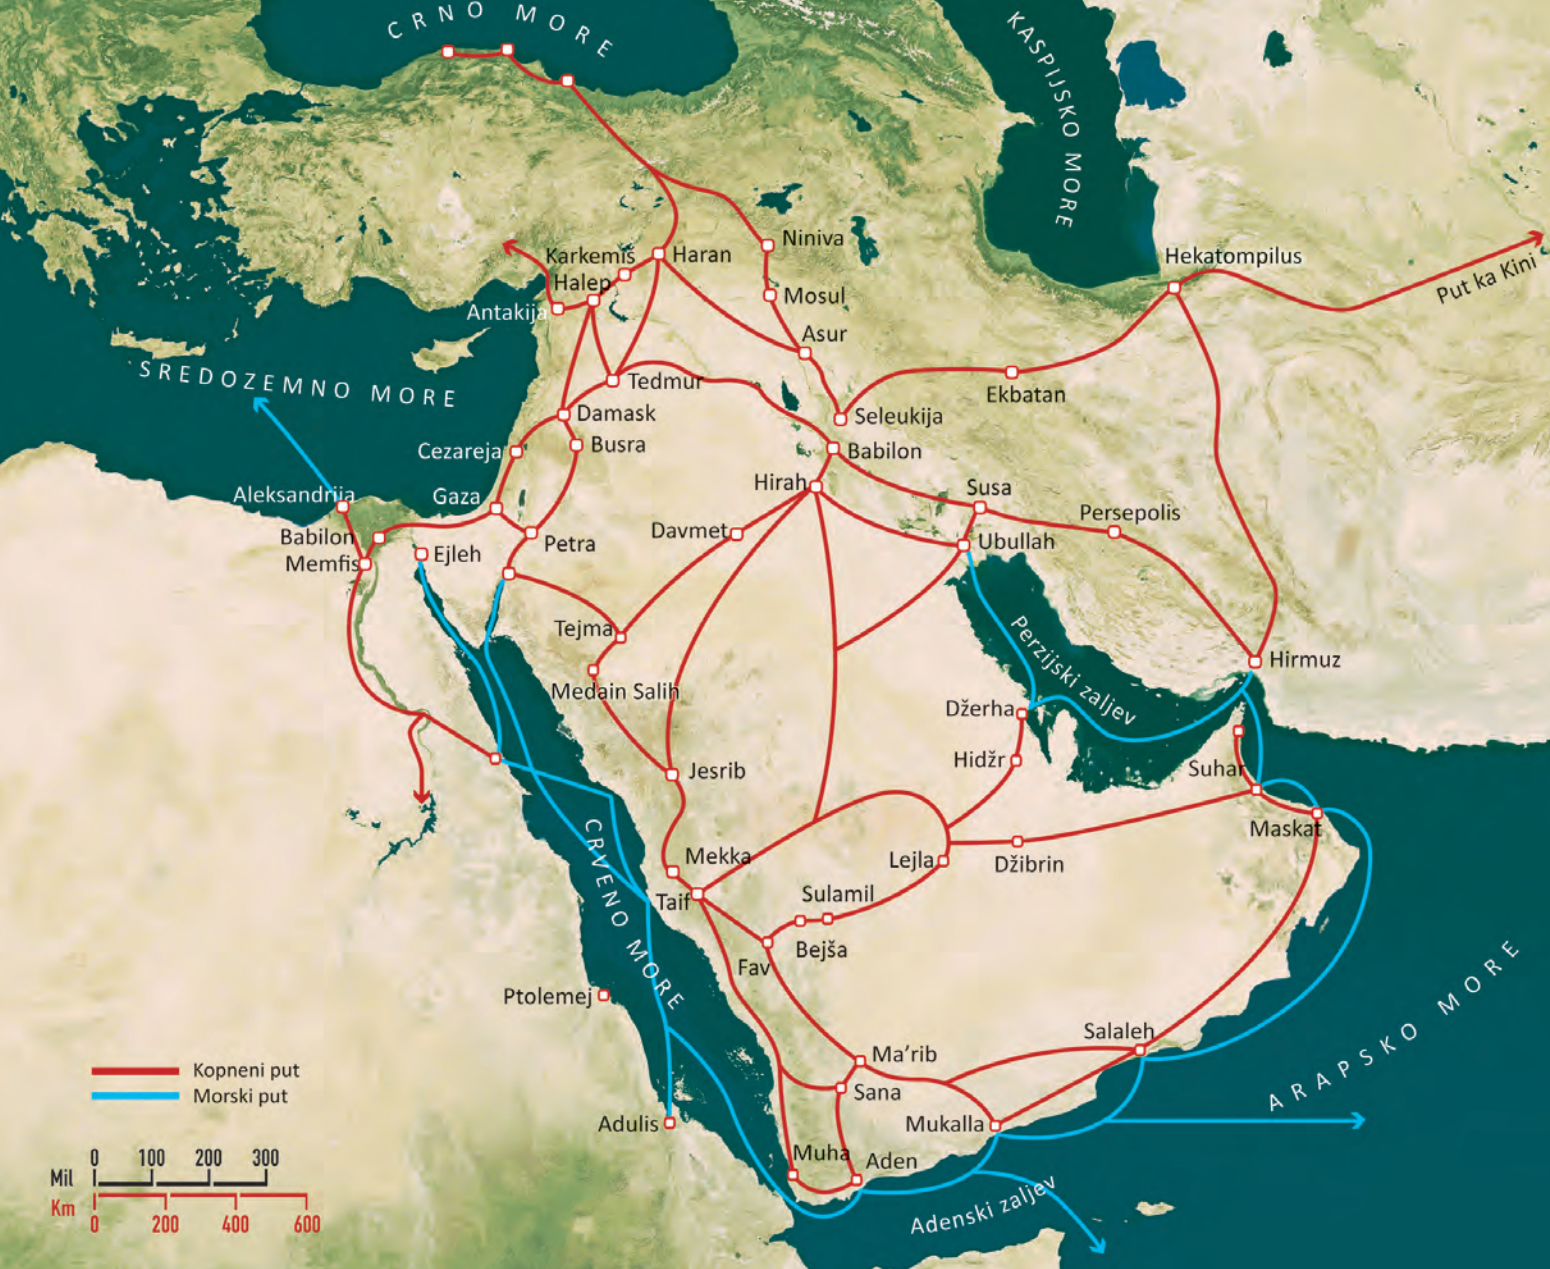 CRNO MORE
KASPIJSKO MORE
Niniva
Karkemiš
Haran
Hekatompilus
Put ka Kini
Halep
Mosul
Antakija
Asur
SREDOZEMNO MORE
Tedmur
Ekbatan
Damask
Seleukija
Cezareja
Busra
Babilon
Hirah
Susa
Aleksandrija
Gaza
Persepolis
Babilon
Petra
Davmet
Ubullah
Memfis
Ejleh
Tejma
Perzijski zaljev
Hirmuz
Medain Salih
Džerha
Hidžr
Suhar
Jesrib
CRVENO MORE
Maskat
Mekka
Lejla
Džibrin
Taif
Sulamil
Bejša
Fav
Ptolemej
ARAPSKO MORE
Salaleh
Ma'rib
Sana
Kopneni put
Morski put
Adulis
Mukalla
Muha
Aden
Adenski zaljev
0 100 200 300
Mil
Km
0 200 400 600